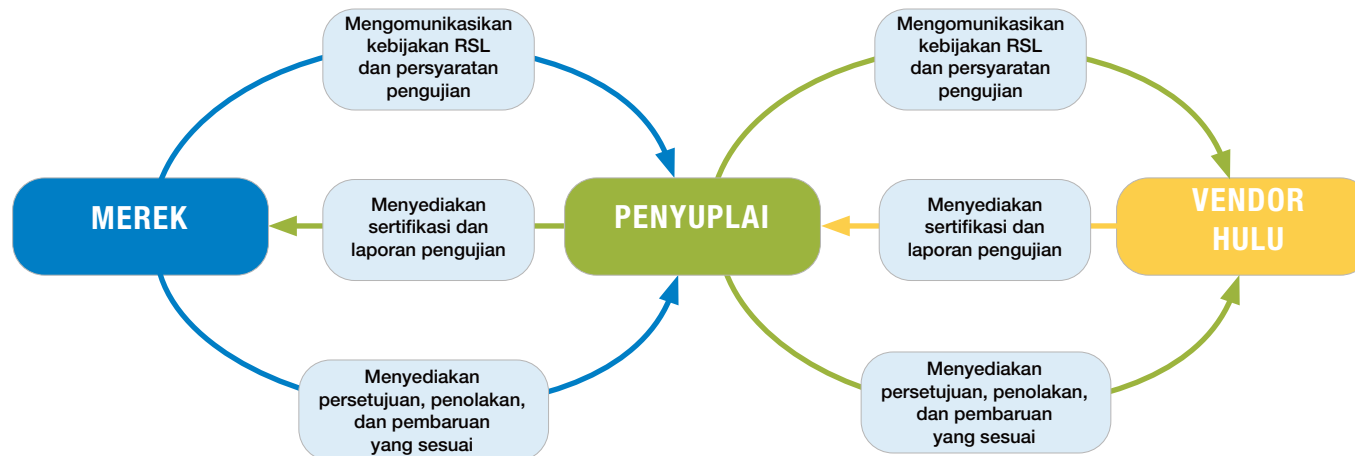 Mengomunikasikan
kebijakan RSL
dan persyaratan
pengujian
Mengomunikasikan
kebijakan RSL
dan persyaratan
pengujian
MEREK
Menyediakan
sertifikasi dan
laporan pengujian
PENYUPLAI
Menyediakan
sertifikasi dan
laporan pengujian
VENDOR
HULU
Menyediakan
persetujuan, penolakan,
dan pembaruan
yang sesuai
Menyediakan
persetujuan, penolakan,
dan pembaruan
yang sesuai